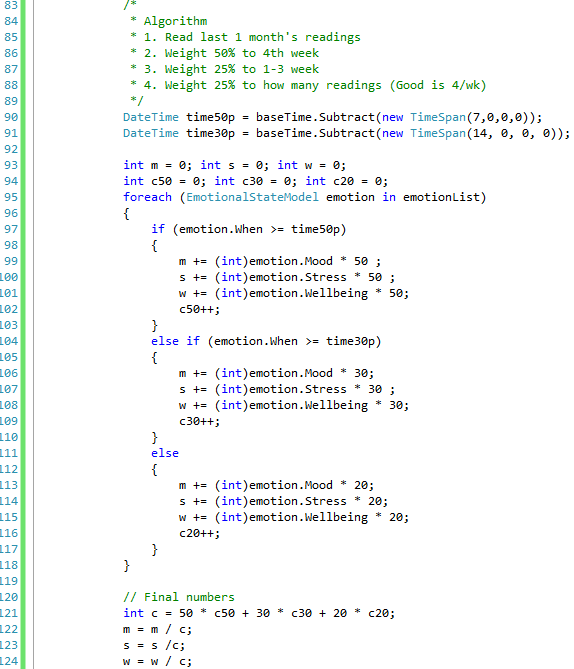 83 /*
84 * Algorithm
85 * 1. Read last 1 month's readings
86 * 2. Weight 50% to 4th week
87 * 3. Weight 25% to 1-3 week
88 * 4. Weight 25% to how many readings (Good is 4/wk)
89 */
90 DateTime time50p = baseTime.Subtract(new TimeSpan(7,0,0,0));
91 DateTime time30p = baseTime.Subtract(new TimeSpan(14, 0, 0, 0));
92
93 int m = 0; int s = 0; int w = 0;
94 int c50 = 0; int c30 = 0; int c20 = 0;
95 foreach (EmotionalStateModel emotion in emotionList)
96 {
97 if (emotion.When >= time50p)
98 {
99 m += (int)emotion.Mood * 50 ;
100 s += (int)emotion.Stress * 50 ;
101 w += (int)emotion.Wellbeing * 50;
102 c50++;
103 }
104 else if (emotion.When >= time30p)
105 {
106 m += (int)emotion.Mood * 30;
107 s += (int)emotion.Stress * 30 ;
108 w += (int)emotion.Wellbeing * 30;
109 c30++;
110 }
111 else
112 {
113 m += (int)emotion.Mood * 20;
114 s += (int)emotion.Stress * 20;
115 w += (int)emotion.Wellbeing * 20;
116 c20++;
117 }
118 }
119
120 // Final numbers
121 int c = 50 * c50 + 30 * c30 + 20 * c20;
122 m = m / c;
123 s = s /c;
124 w = w / c;